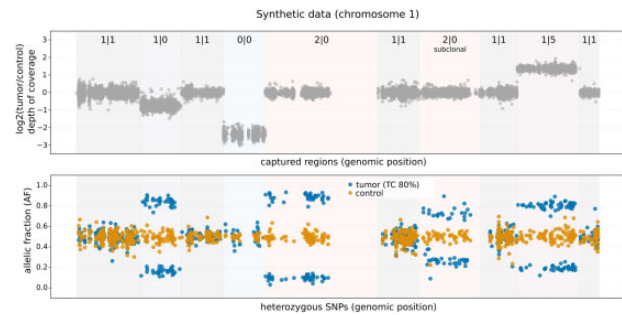 Synthetic data (chromosome 1)
1|1 1|0 1|1 0|0 2|0 1|1 2|0 1|5 1|1
subclonal
log2(tumor/control)
depth of coverage
3
2
1
0
−1
−2
−3
captured regions (genomic position)
tumor (TC 80%)
control
allelic fraction (AF)
1.0
0.8
0.6
0.4
0.2
0.0
heterozygous SNPs (genomic position)